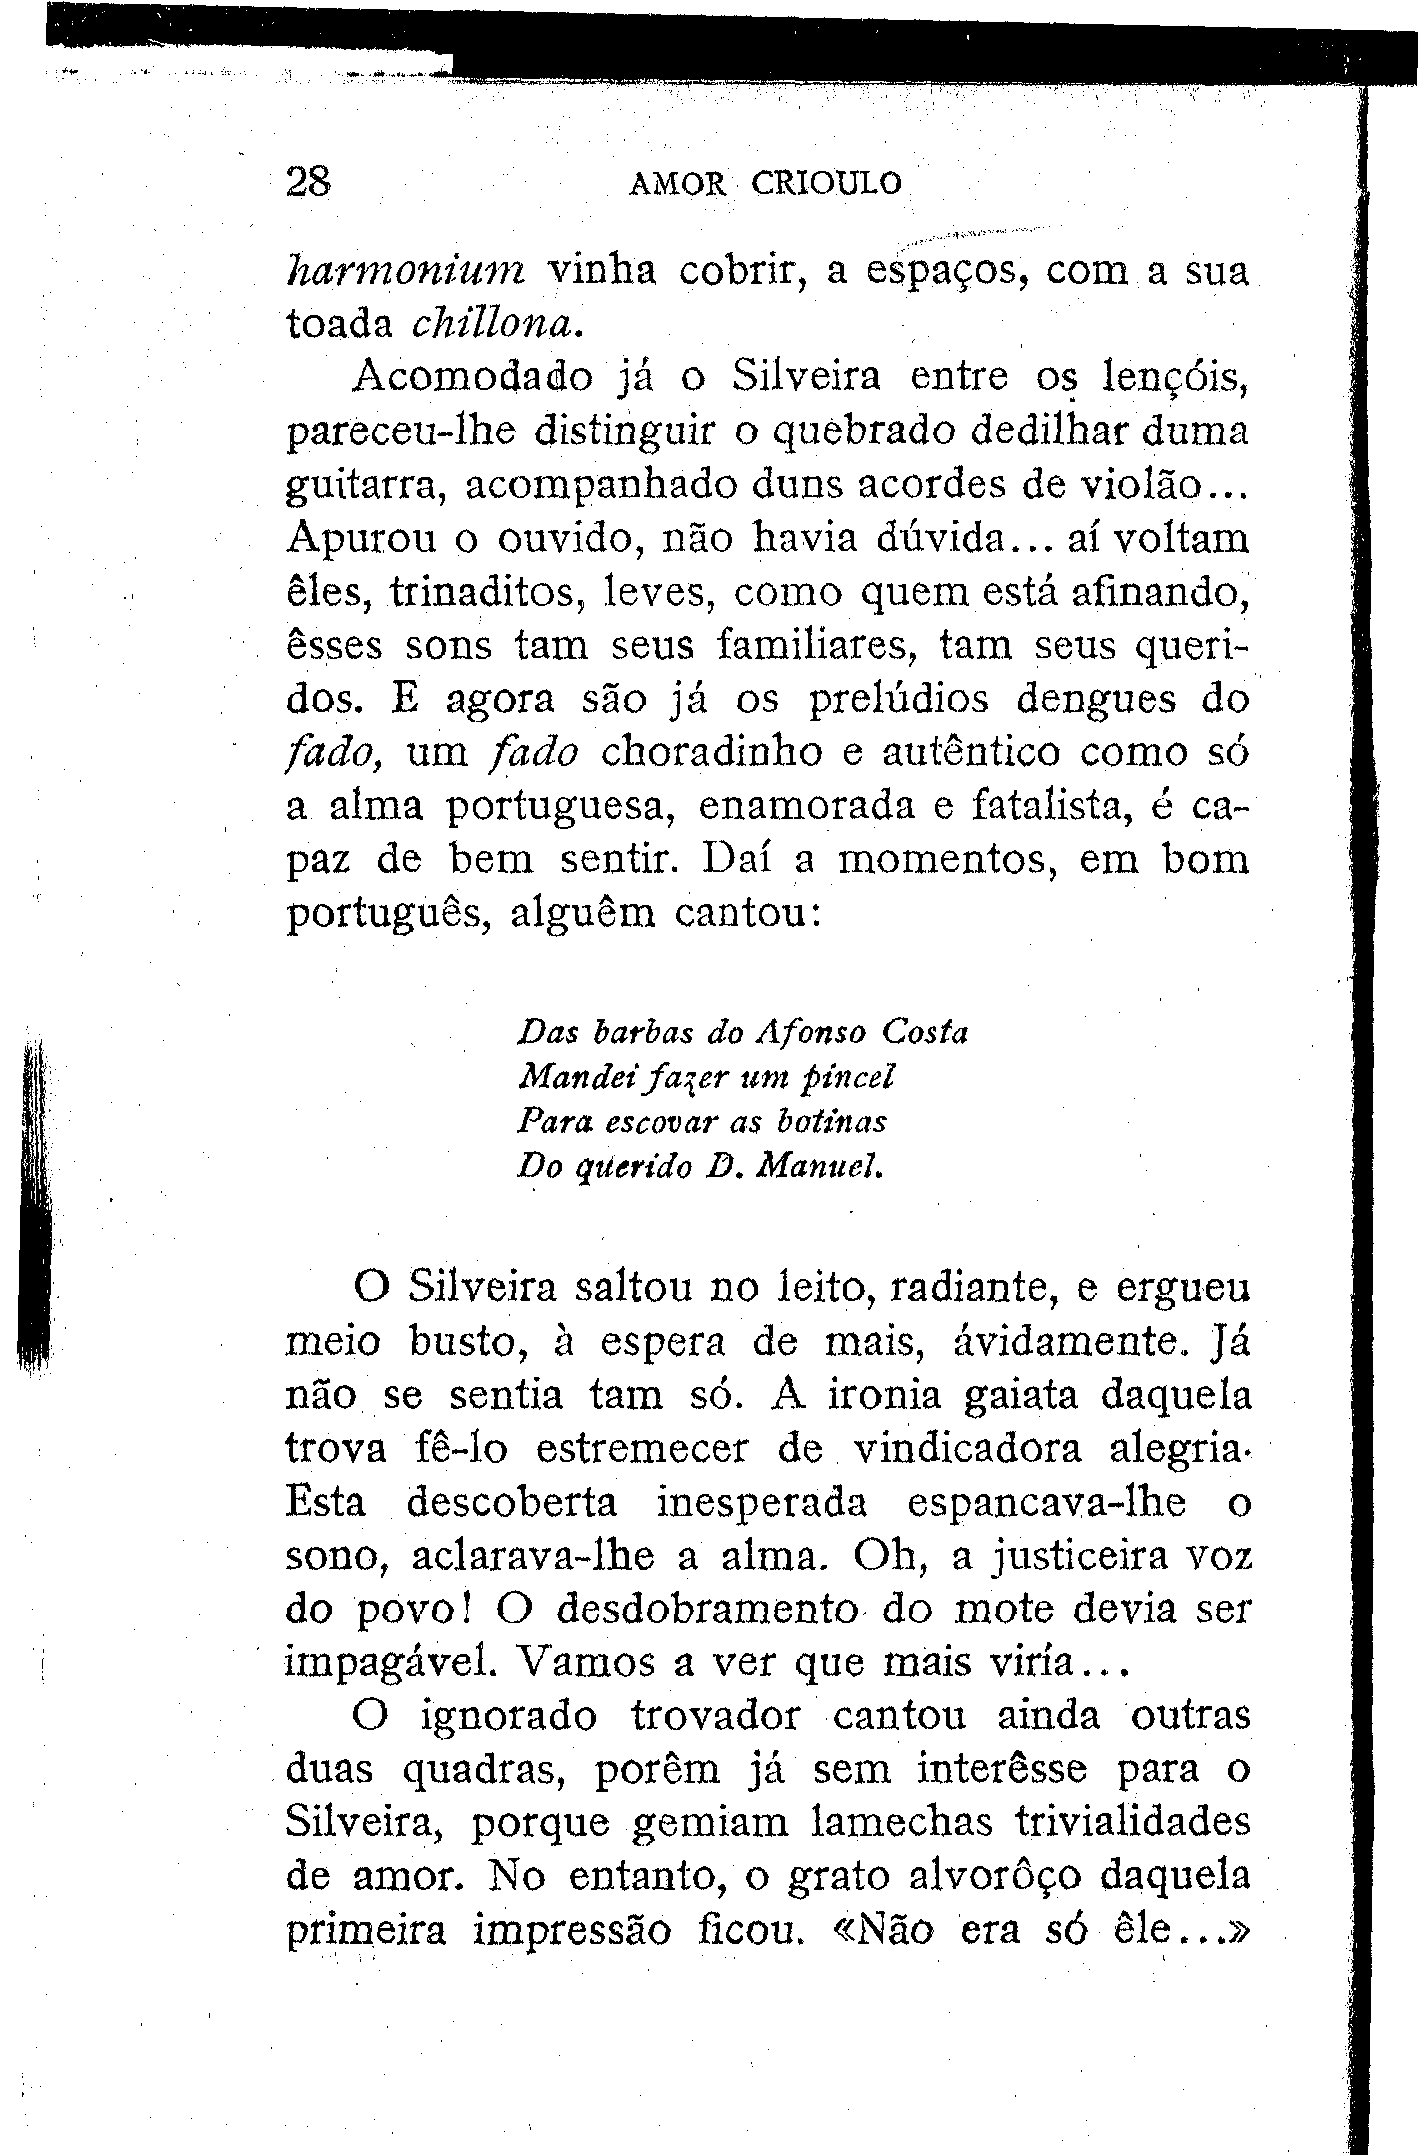 28 AMOR CRIOULO
harmonium vinha cobrir, a espaços, com a sua
toada chillona.
Acomodado já o Silveira entre os lençóis,
pareceu-lhe distinguir o quebrado dedilhar duma
guitarra, acompanhado duns acordes de violão...
Apurou o ouvido, não havia dúvida... aí voltam
êles, trinaditos, leves, como quem está afinando,
êsses sons tam seus familiares, tam seus queri-
dos. E agora são já os prelúdios dengues do
fado, um fado choradinho e autêntico como só
a alma portuguesa, enamorada e fatalista, é ca-
paz de bem sentir. Daí a momentos, em bom
português, alguêm cantou:
Das barbas do Afonso Costa
Mandei fazer um pincel
Para escovar as botinas
Do querido D. Manuel.
O Silveira saltou no leito, radiante, e ergueu
meio busto, à espera de mais, ávidamente. Já
não se sentia tam só. A ironia gaiata daquela
trova fê-lo estremecer de vindicadora alegria.
Esta descoberta inesperada espancava-lhe o
sono, aclarava-lhe a alma. Oh, a justiceira voz
do povo! O desdobramento do mote devia ser
impagável. Vamos a ver que mais viría...
O ignorado trovador cantou ainda outras
duas quadras, porêm já sem interêsse para o
Silveira, porque gemiam lamechas trivialidades
de amor. No entanto, o grato alvorôço daquela
primeira impressão ficou. «Não era só êle...»